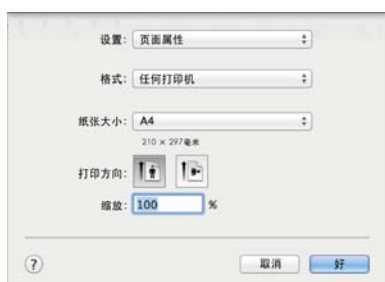 设置: 页面属性
格式: 任何打印机
纸张大小: A4
210 × 297毫米
打印方向:
缩放: 100 %
? 取消 好